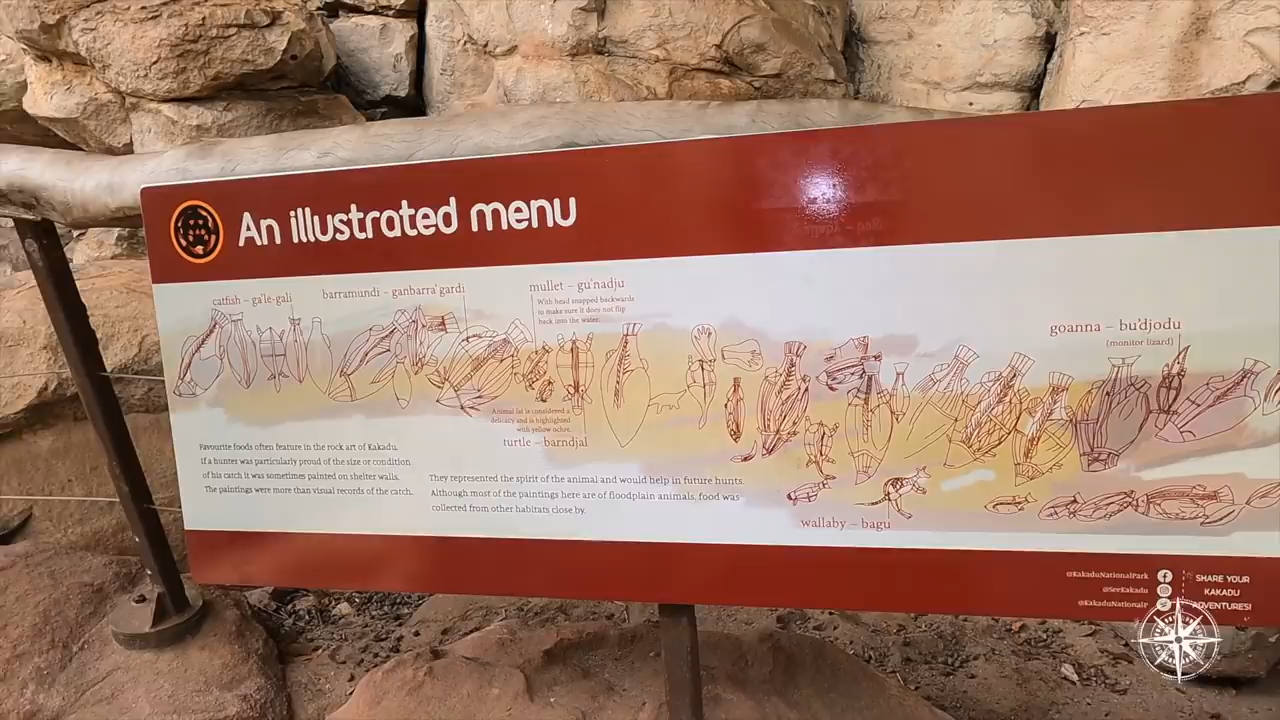 An illustrated menu
catfish – ga'le-gali
barramundi – ganbarra'gardi
mullet – gu'nadju
With head snapped backwards
to make sure it does not flip
back into the water.
goanna – bu'djodu
(monitor lizard)
Animal fat is considered a
delicacy and is highlighted
with yellow ochre.
turtle – barndjal
Favourite foods often feature in the rock art of Kakadu.
If a hunter was particularly proud of the size or condition
of his catch it was sometimes painted on shelter walls.
The paintings were more than visual records of the catch.
They represented the spirit of the animal and would help in future hunts.
Although most of the paintings here are of floodplain animals, food was
collected from other habitats close by.
wallaby – bagu
@KakaduNationalPark
@SeeKakadu
@KakaduNationalP
SHARE YOUR
KAKADU
ADVENTURES!